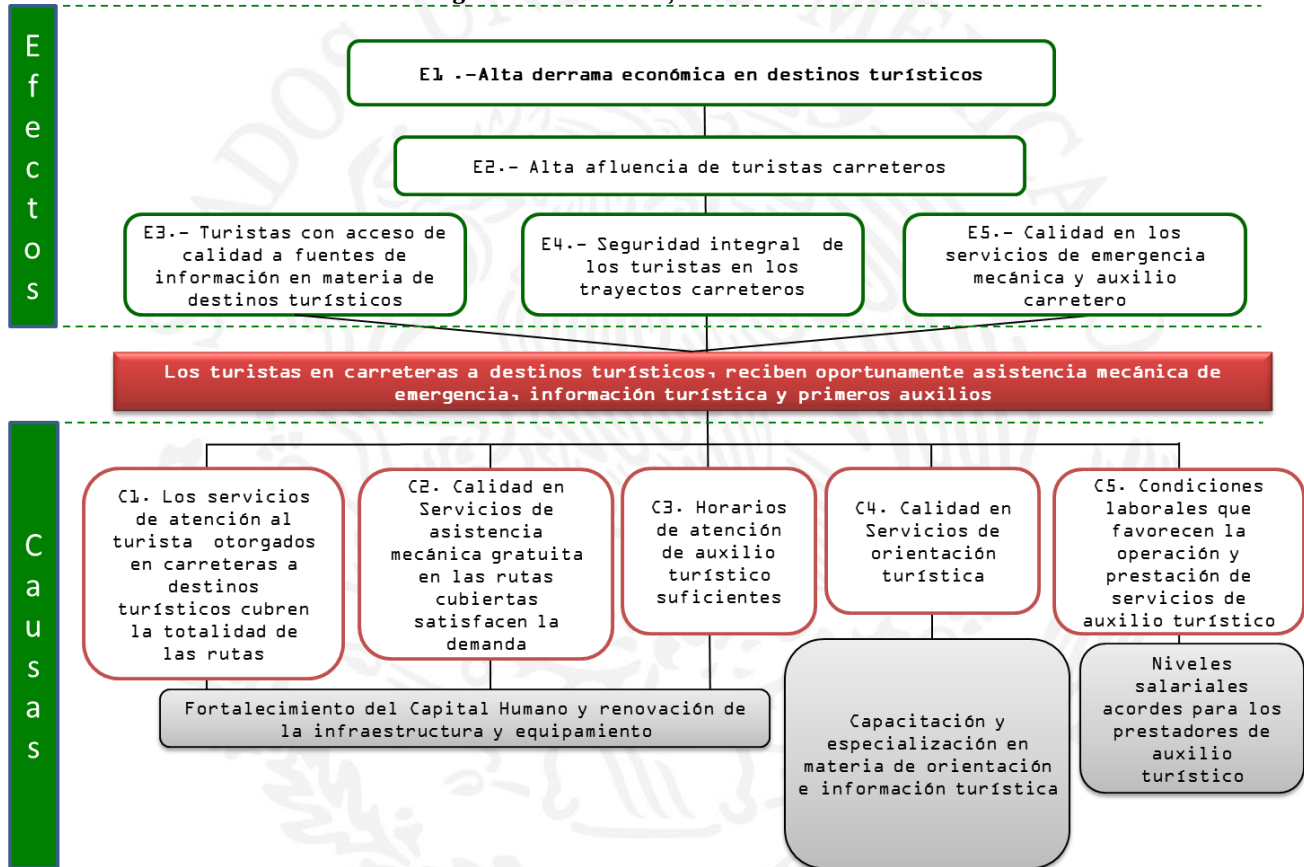 Efectos
E1 .-Alta derrama económica en destinos turísticos
E2.- Alta afluencia de turistas carreteros
E3.- Turistas con acceso de
calidad a fuentes de
información en materia de
destinos turísticos
E4.- Seguridad integral de
los turistas en los
trayectos carreteros
E5.- Calidad en los
servicios de emergencia
mecánica y auxilio
carretero
Los turistas en carreteras a destinos turísticos, reciben oportunamente asistencia mecánica de
emergencia, información turística y primeros auxilios
Causas
C1. Los servicios
de atención al
turista otorgados
en carreteras a
destinos
turísticos cubren
la totalidad de
las rutas
C2. Calidad en
Servicios de
asistencia
mecánica gratuita
en las rutas
cubiertas
satisfacen la
demanda
C3. Horarios
de atención
de auxilio
turístico
suficientes
C4. Calidad en
Servicios de
orientación
turística
C5. Condiciones
laborales que
favorecen la
operación y
prestación de
servicios de
auxilio turístico
Fortalecimiento del Capital Humano y renovación de
la infraestructura y equipamiento
Capacitación y
especialización en
materia de orientación
e información turística
Niveles
salariales
acordes para los
prestadores de
auxilio
turístico